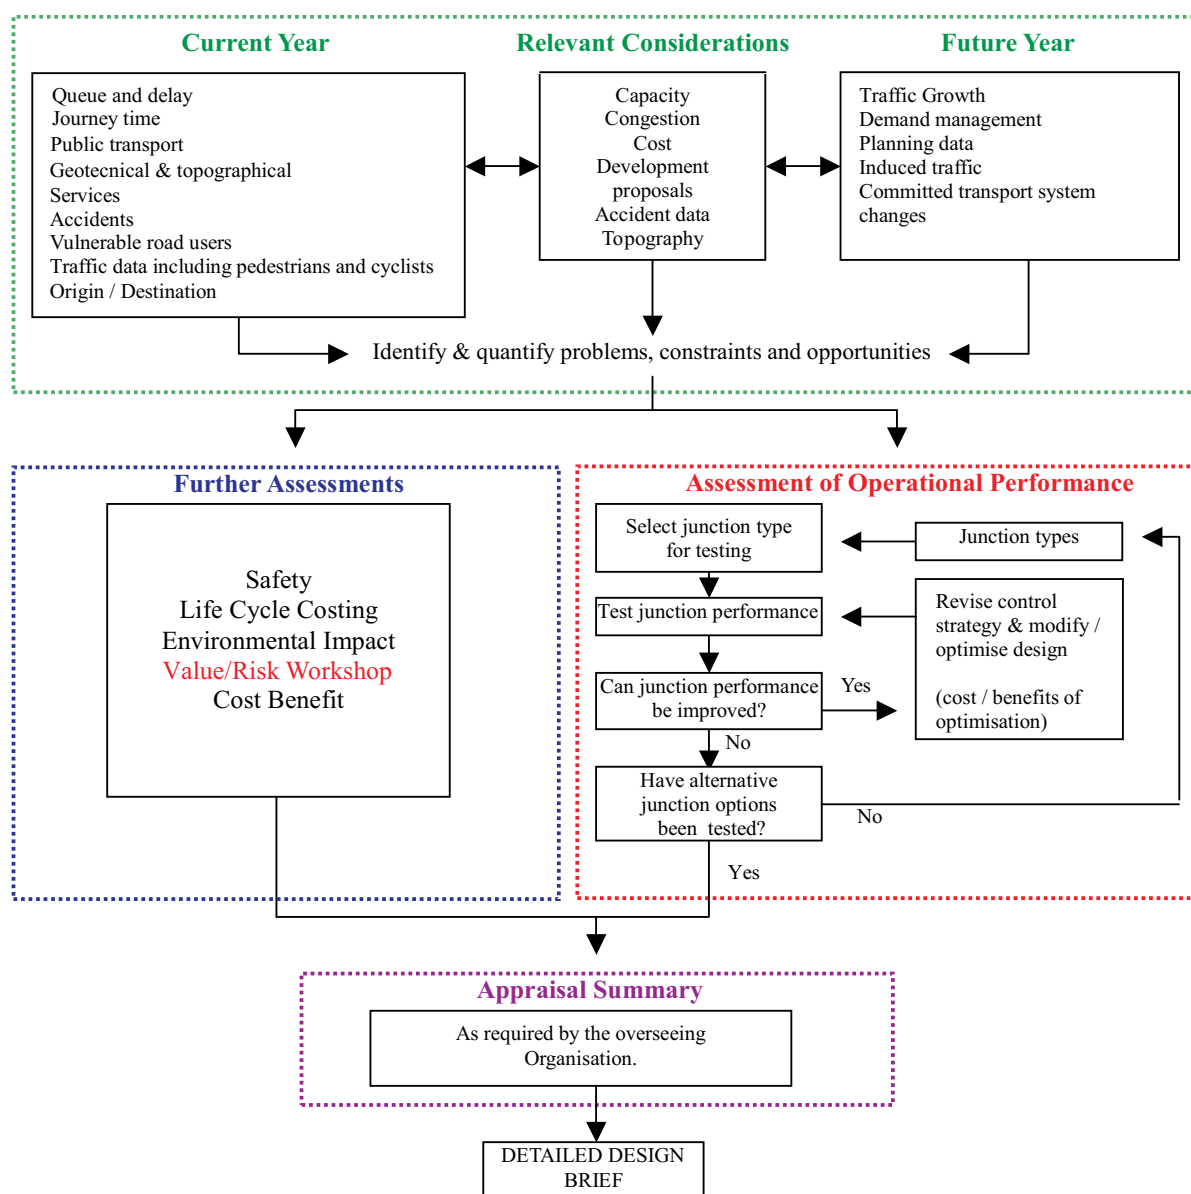 Current Year
Queue and delay
Journey time
Public transport
Geotecnical & topographical
Services
Accidents
Vulnerable road users
Traffic data including pedestrians and cyclists
Origin / Destination
Relevant Considerations
Capacity
Congestion
Cost
Development
proposals
Accident data
Topography
Future Year
Traffic Growth
Demand management
Planning data
Induced traffic
Committed transport system
changes
Identify & quantify problems, constraints and opportunities
Further Assessments
Safety
Life Cycle Costing
Environmental Impact
Value/Risk Workshop
Cost Benefit
Assessment of Operational Performance
Select junction type
for testing
Junction types
Test junction performance
Revise control
strategy & modify /
optimise design
(cost / benefits of
optimisation)
Can junction performance
be improved?
Yes
No
Have alternative
junction options
been tested?
No
Yes
Appraisal Summary
As required by the overseeing
Organisation.
DETAILED DESIGN
BRIEF